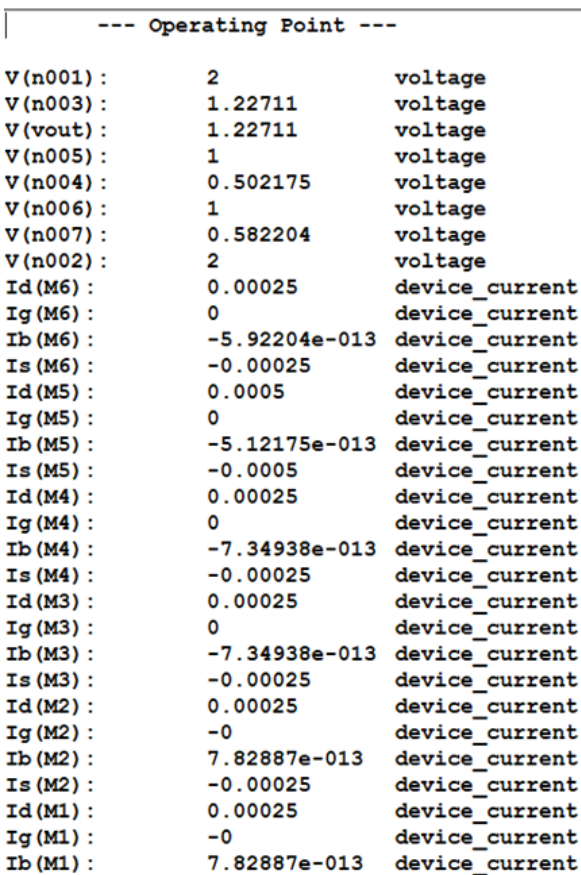 --- Operating Point ---
V(n001): 2 voltage
V(n003): 1.22711 voltage
V(vout): 1.22711 voltage
V(n005): 1 voltage
V(n004): 0.502175 voltage
V(n006): 1 voltage
V(n007): 0.582204 voltage
V(n002): 2 voltage
Id(M6): 0.00025 device_current
Ig(M6): 0 device_current
Ib(M6): -5.92204e-013 device_current
Is(M6): -0.00025 device_current
Id(M5): 0.0005 device_current
Ig(M5): 0 device_current
Ib(M5): -5.12175e-013 device_current
Is(M5): -0.0005 device_current
Id(M4): 0.00025 device_current
Ig(M4): 0 device_current
Ib(M4): -7.34938e-013 device_current
Is(M4): -0.00025 device_current
Id(M3): 0.00025 device_current
Ig(M3): 0 device_current
Ib(M3): -7.34938e-013 device_current
Is(M3): -0.00025 device_current
Id(M2): 0.00025 device_current
Ig(M2): -0 device_current
Ib(M2): 7.82887e-013 device_current
Is(M2): -0.00025 device_current
Id(M1): 0.00025 device_current
Ig(M1): -0 device_current
Ib(M1): 7.82887e-013 device_current